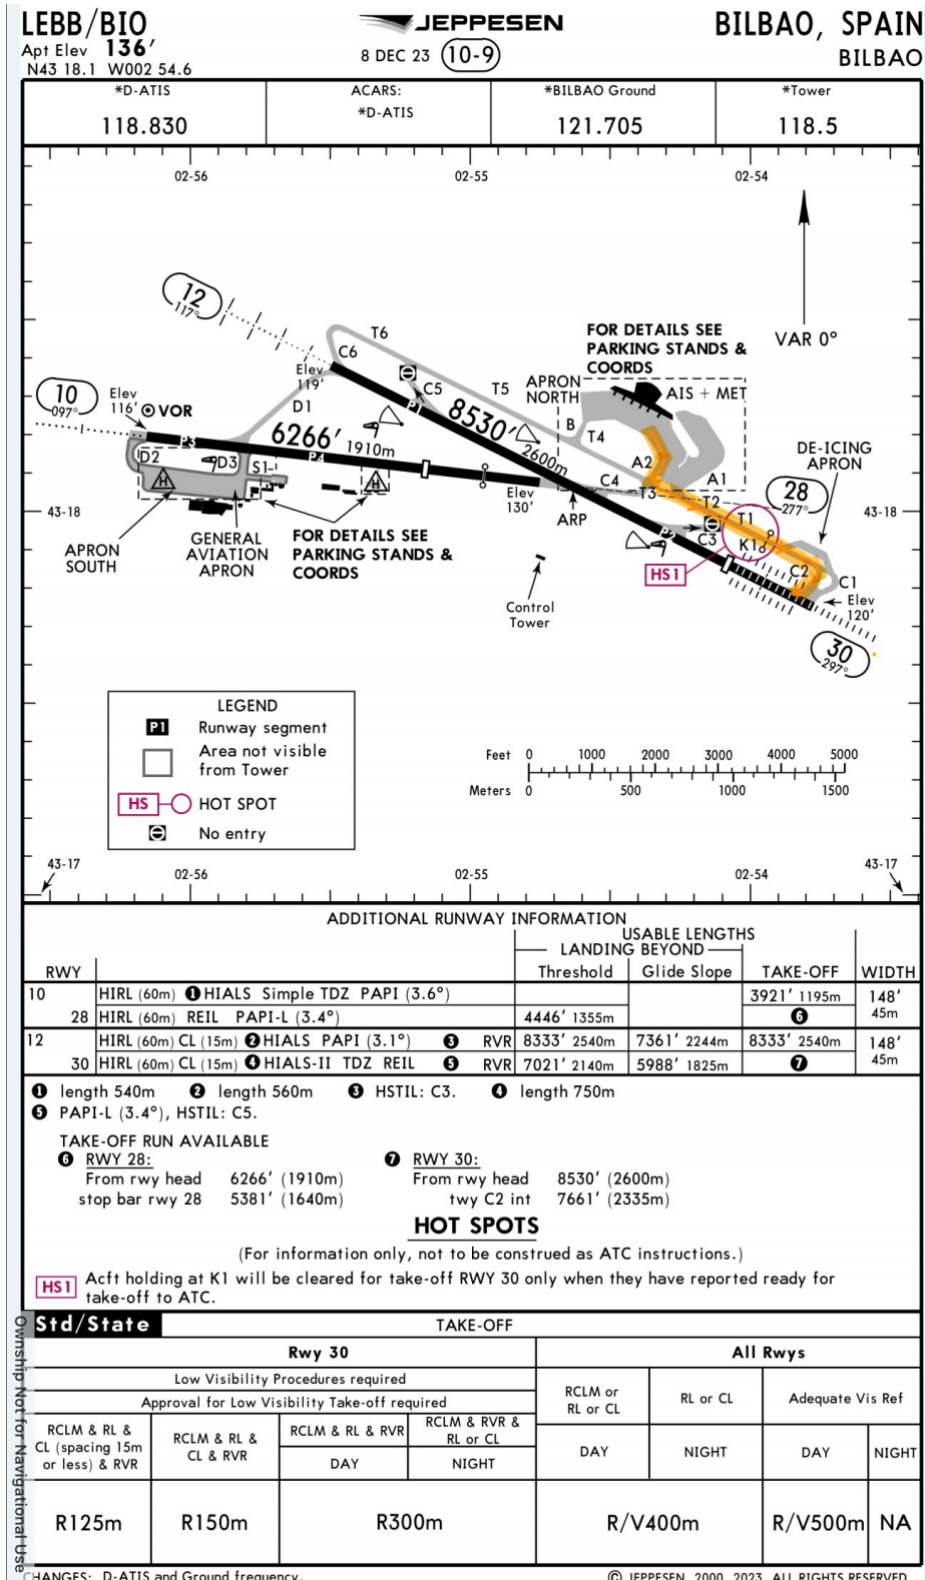 LEBB/BIO
Apt Elev 136'
N43 18.1 W002 54.6
JEPPESEN
8 DEC 23 10-9
BILBAO, SPAIN
BILBAO
*D-ATIS
118.830
ACARS:
*D-ATIS
*BILBAO Ground
121.705
*Tower
118.5
02-56
02-55
02-54
12
117°
T6
C6
Elev
119'
FOR DETAILS SEE
PARKING STANDS &
COORDS
VAR 0°
10
097°
Elev
116'
VOR
D1
C5
P1
T5
8530'
2600m
APRON
NORTH
AIS + MET
B
T4
A2
A1
DE-ICING
APRON
P3
6266'
1910m
P4
D2
D3
S1
H
H
Elev
130'
C4
T3
T2
28
277°
43-18
43-18
ARP
T1
P2
C3
K1
C2
C1
HS1
Elev
120'
APRON
SOUTH
GENERAL
AVIATION
APRON
FOR DETAILS SEE
PARKING STANDS &
COORDS
Control
Tower
30
297°
LEGEND
P1 Runway segment
Area not visible
from Tower
HS HOT SPOT
No entry
Feet 0 1000 2000 3000 4000 5000
Meters 0 500 1000 1500
43-17
02-56
02-55
02-54
43-17
ADDITIONAL RUNWAY INFORMATION
USABLE LENGTHS
LANDING BEYOND
RWY Threshold Glide Slope TAKE-OFF WIDTH
10 HIRL (60m) ❶ HIALS Simple TDZ PAPI (3.6°) 3921' 1195m 148'
28 HIRL (60m) REIL PAPI-L (3.4°) 4446' 1355m ❻ 45m
12 HIRL (60m) CL (15m) ❷ HIALS PAPI (3.1°) ❸ RVR 8333' 2540m 7361' 2244m 8333' 2540m 148'
30 HIRL (60m) CL (15m) ❹ HIALS-II TDZ REIL ❺ RVR 7021' 2140m 5988' 1825m ❼ 45m
❶ length 540m ❷ length 560m ❸ HSTIL: C3. ❹ length 750m
❺ PAPI-L (3.4°), HSTIL: C5.
TAKE-OFF RUN AVAILABLE
❻ RWY 28:
From rwy head 6266' (1910m)
stop bar rwy 28 5381' (1640m)
❼ RWY 30:
From rwy head 8530' (2600m)
twy C2 int 7661' (2335m)
HOT SPOTS
(For information only, not to be construed as ATC instructions.)
HS1 Acft holding at K1 will be cleared for take-off RWY 30 only when they have reported ready for
take-off to ATC.
Std/State
TAKE-OFF
Rwy 30
All Rwys
Low Visibility Procedures required
Approval for Low Visibility Take-off required
RCLM & RL &
CL (spacing 15m
or less) & RVR
RCLM & RL &
CL & RVR
RCLM & RL & RVR
DAY
RCLM & RVR &
RL or CL
NIGHT
RCLM or
RL or CL
DAY
RL or CL
NIGHT
Adequate Vis Ref
DAY
NIGHT
R125m
R150m
R300m
R/V400m
R/V500m
NA
CHANGES: D-ATIS and Ground frequency.
© JEPPESEN, 2000, 2023. ALL RIGHTS RESERVED.
Ownship Not for Navigational Use